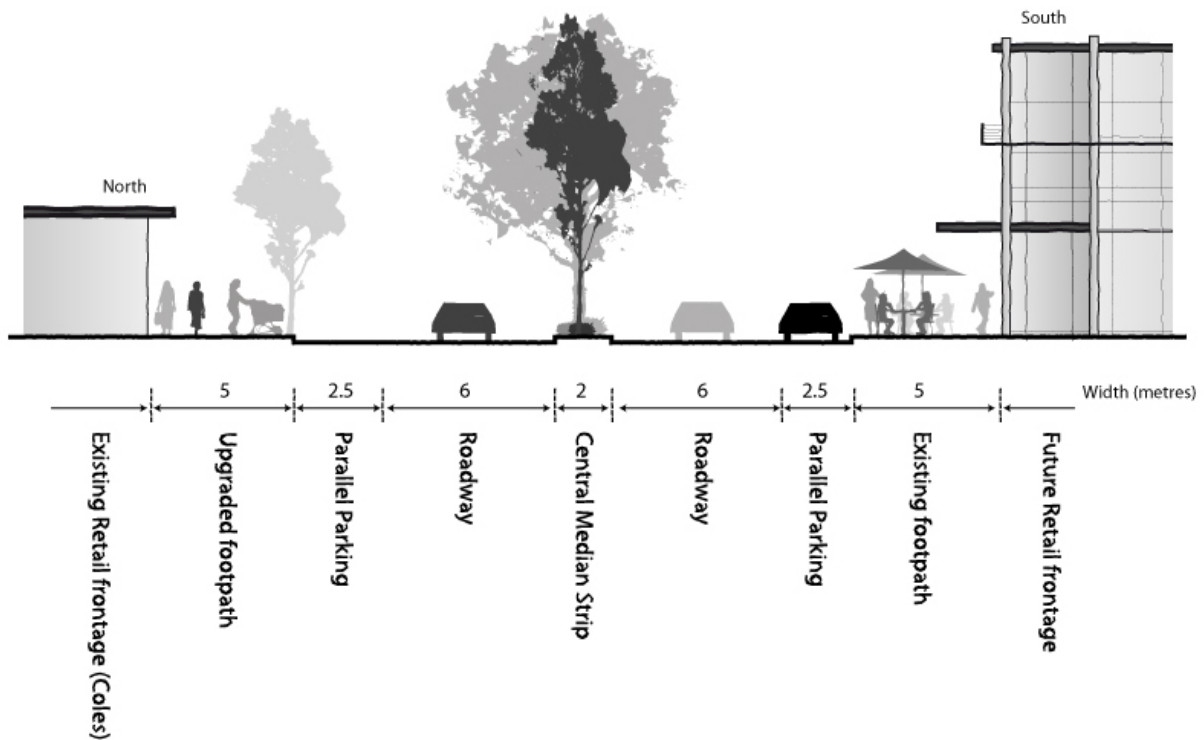 South
North
5
2.5
6
2
6
2.5
5
Width (metres)
Existing Retail frontage (Coles)
Upgraded footpath
Parallel Parking
Roadway
Central Median Strip
Roadway
Parallel Parking
Existing footpath
Future Retail frontage